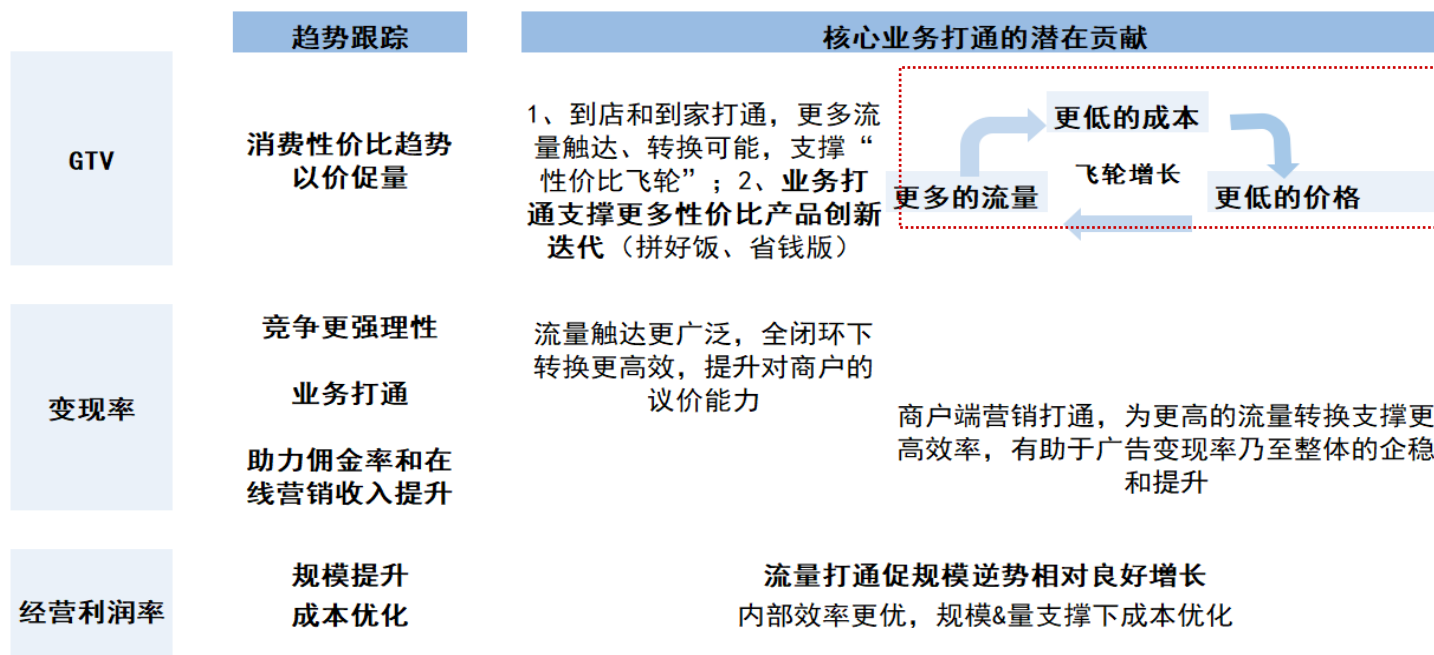 趋势跟踪
核心业务打通的潜在贡献
GTV
消费性价比趋势
以价促量
1、到店和到家打通，更多流
量触达、转换可能，支撑“
性价比飞轮”；2、业务打
通支撑更多性价比产品创新
迭代（拼好饭、省钱版）
更低的成本
飞轮增长
更多的流量
更低的价格
变现率
竞争更强理性
业务打通
助力佣金率和在
线营销收入提升
流量触达更广泛，全闭环下
转换更高效，提升对商户的
议价能力
商户端营销打通，为更高的流量转换支撑更
高效率，有助于广告变现率乃至整体的企稳
和提升
经营利润率
规模提升
成本优化
流量打通促规模逆势相对良好增长
内部效率更优，规模&量支撑下成本优化